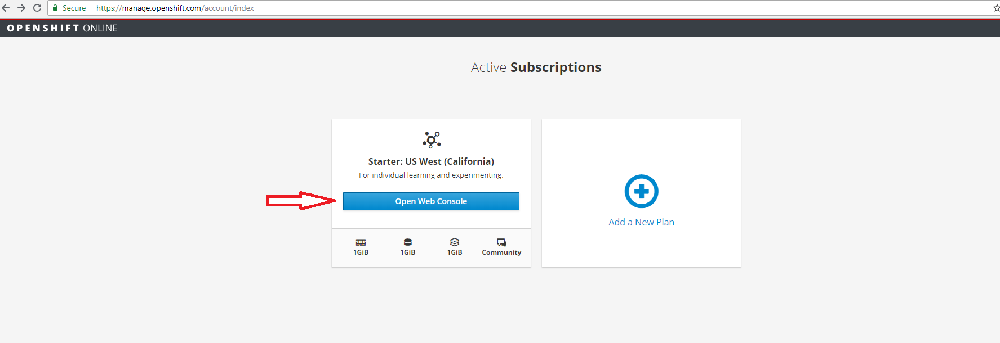 Secure https://manage.openshift.com/account/index
OPENSHIFT ONLINE
Active Subscriptions
Starter: US West (California)
For individual learning and experimenting.
Open Web Console
1GiB 1GiB 1GiB Community
Add a New Plan